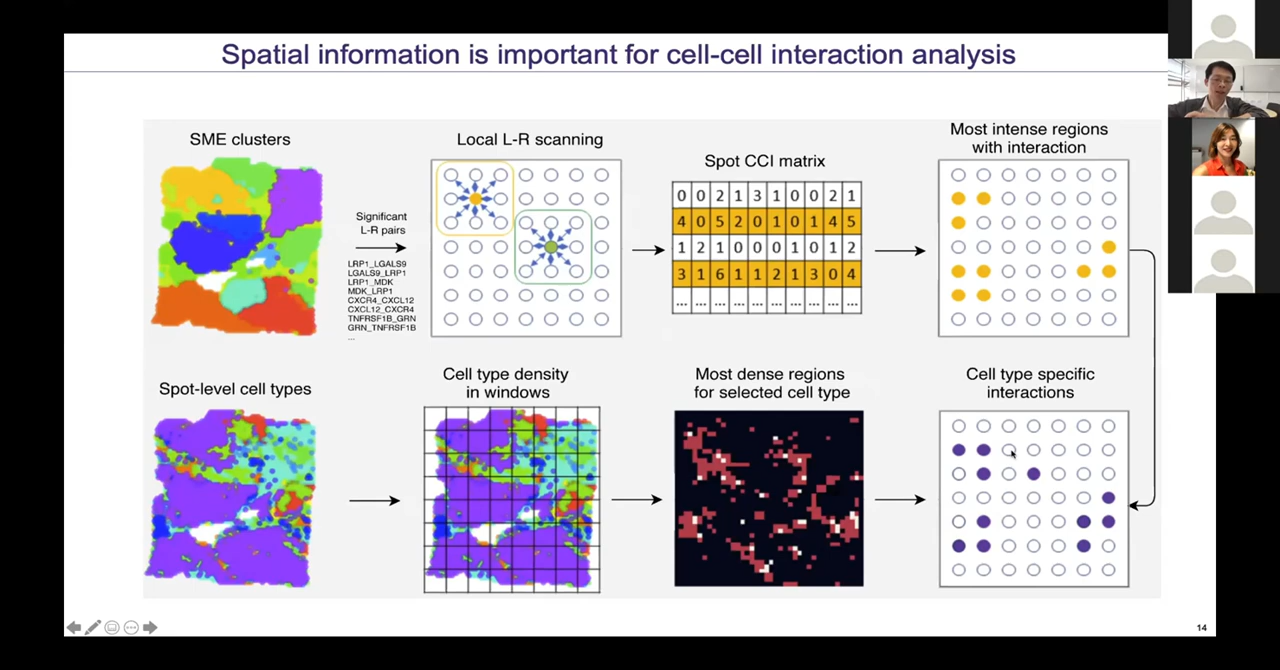 Spatial information is important for cell-cell interaction analysis
SME clusters
Significant
L-R pairs
LRP1_LGALS9
LGALS9_LRP1
LRP1_MDK
MDK_LRP1
CXCR4_CXCL12
CXCL12_CXCR4
TNFRSF1B_GRN
GRN_TNFRSF1B
...
Local L-R scanning
Spot CCI matrix
0 0 2 1 3 1 0 0 2 1
4 0 5 2 0 1 0 1 4 5
1 2 1 0 0 0 1 0 1 2
3 1 6 1 1 2 1 3 0 4
... ... ... ... ... ... ... ... ... ...
Most intense regions
with interaction
Spot-level cell types
Cell type density
in windows
Most dense regions
for selected cell type
Cell type specific
interactions
14